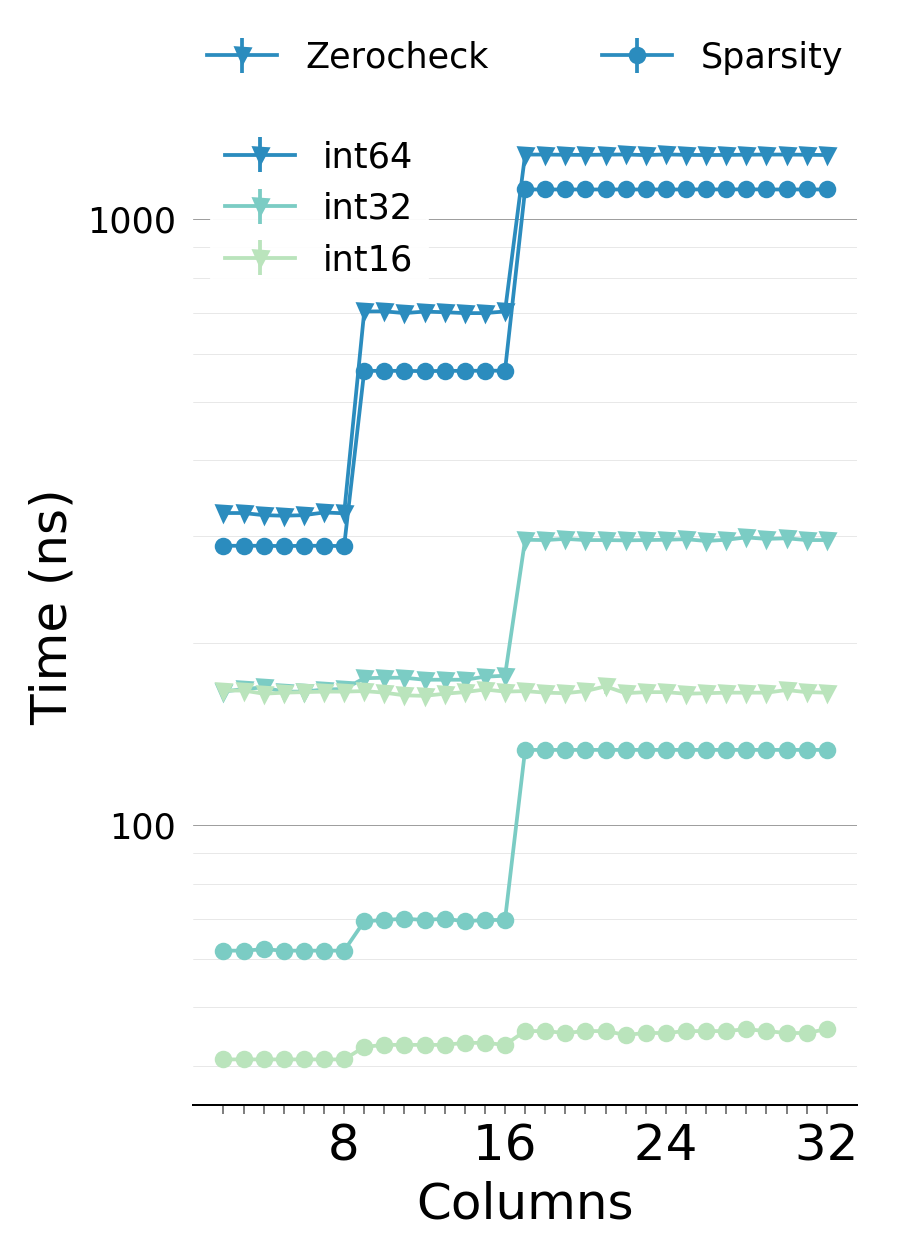 Zerocheck Sparsity
int64
int32
int16
1000
100
Time (ns)
8 16 24 32
Columns